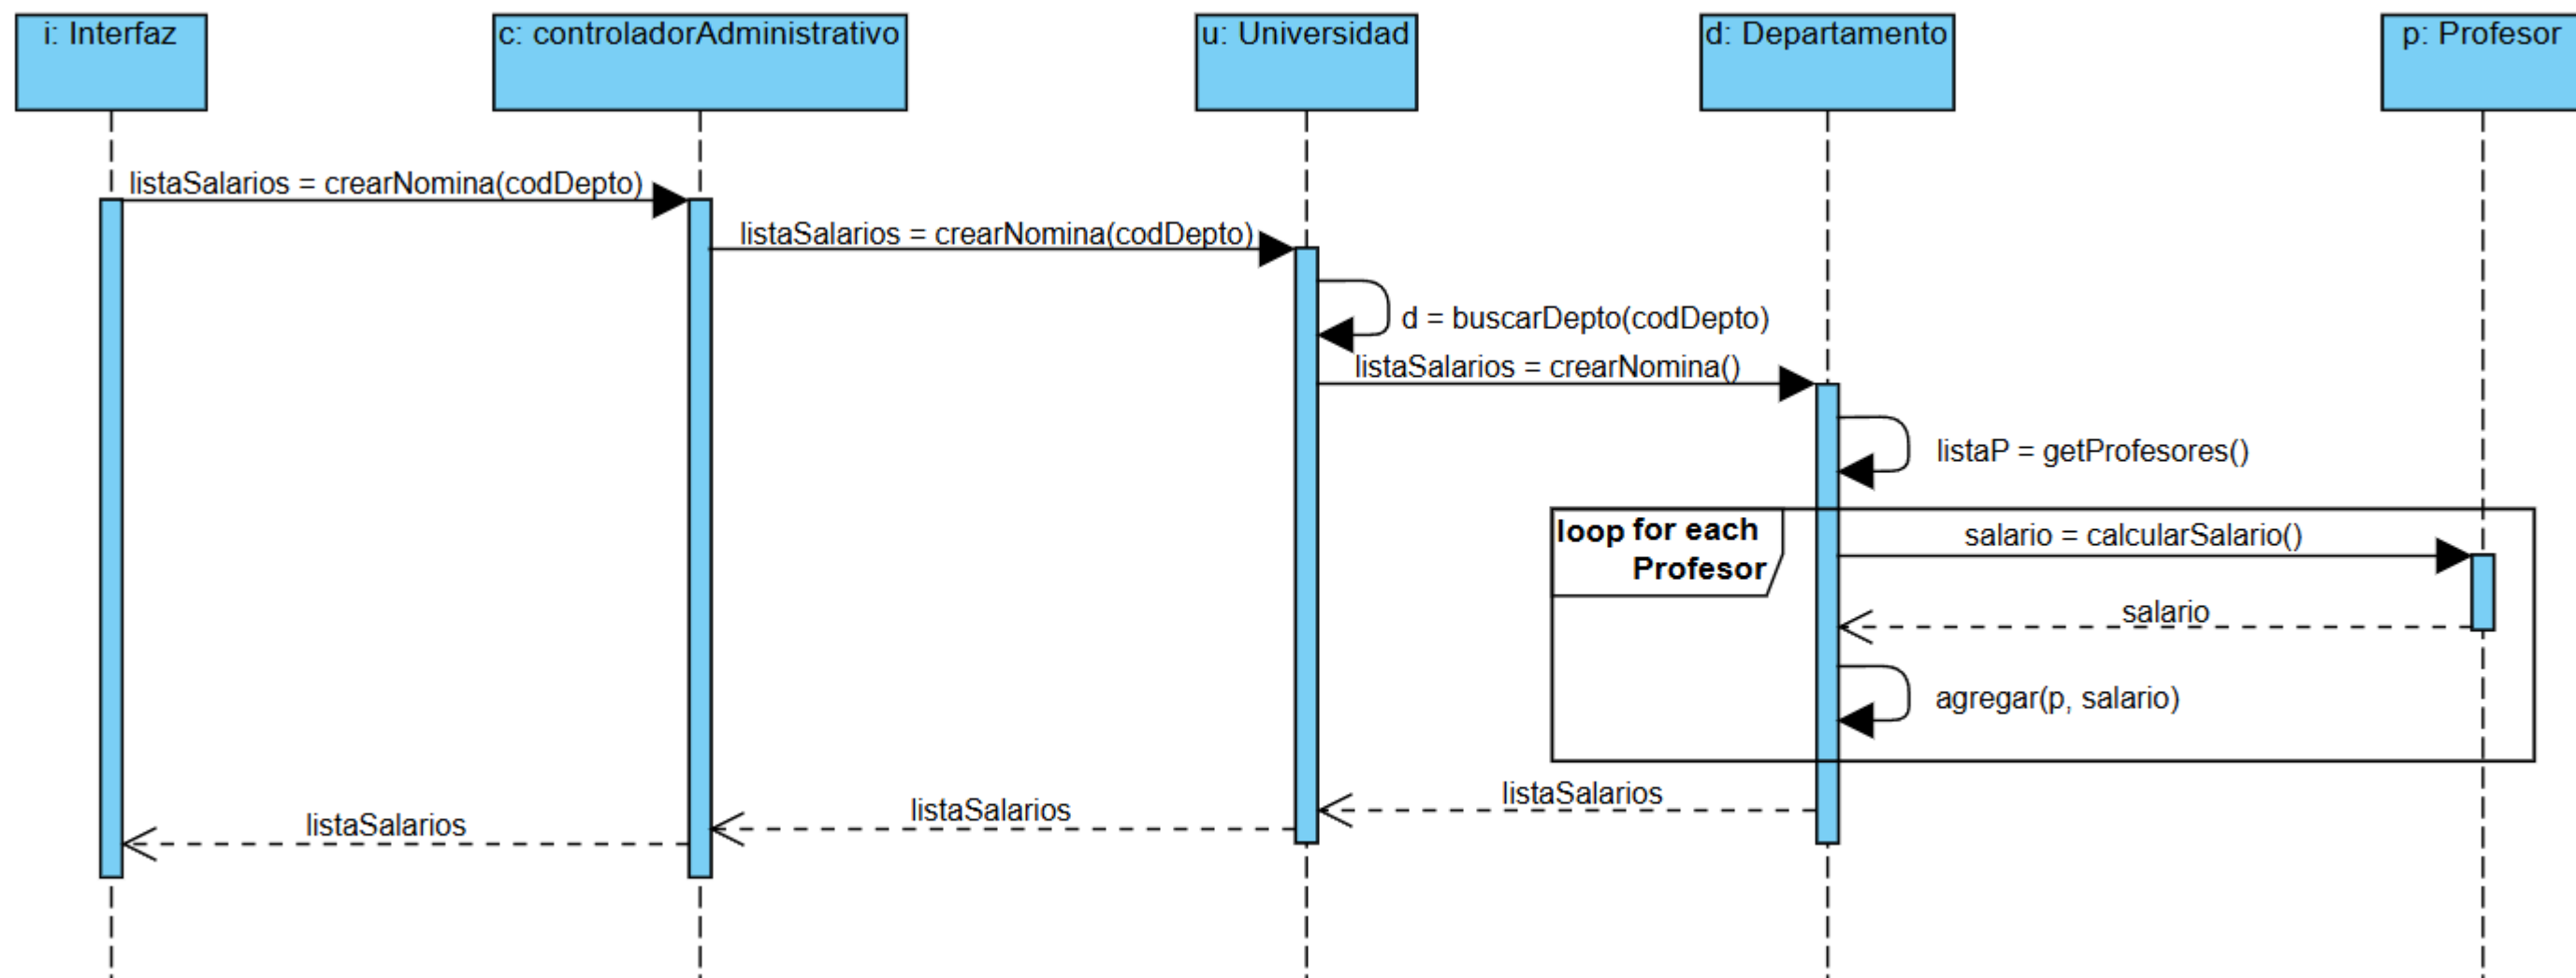 i: Interfaz
c: controladorAdministrativo
u: Universidad
d: Departamento
p: Profesor
listaSalarios = crearNomina(codDepto)
listaSalarios = crearNomina(codDepto)
d = buscarDepto(codDepto)
listaSalarios = crearNomina()
listaP = getProfesores()
loop for each
Profesor
salario = calcularSalario()
salario
agregar(p, salario)
listaSalarios
listaSalarios
listaSalarios